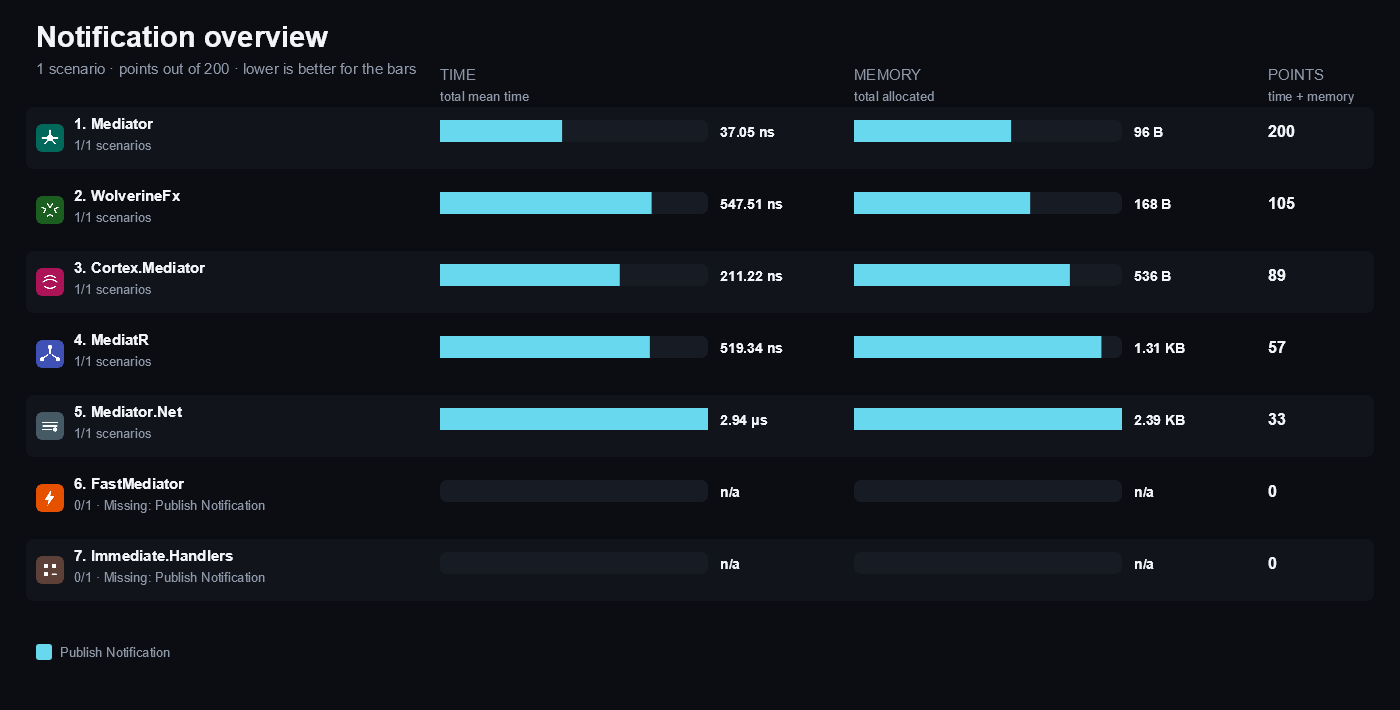 Notification overview
1 scenario · points out of 200 · lower is better for the bars
TIME
total mean time
MEMORY
total allocated
POINTS
time + memory
1. Mediator
1/1 scenarios
37.05 ns
96 B
200
2. WolverineFx
1/1 scenarios
547.51 ns
168 B
105
3. Cortex.Mediator
1/1 scenarios
211.22 ns
536 B
89
4. MediatR
1/1 scenarios
519.34 ns
1.31 KB
57
5. Mediator.Net
1/1 scenarios
2.94 µs
2.39 KB
33
6. FastMediator
0/1 · Missing: Publish Notification
n/a
n/a
0
7. Immediate.Handlers
0/1 · Missing: Publish Notification
n/a
n/a
0
Publish Notification